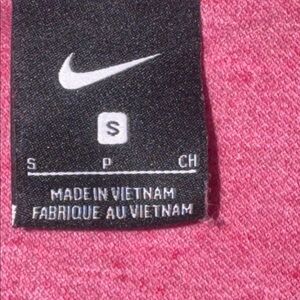 S
S P CH
MADE IN VIETNAM
FABRIQUE AU VIETNAM